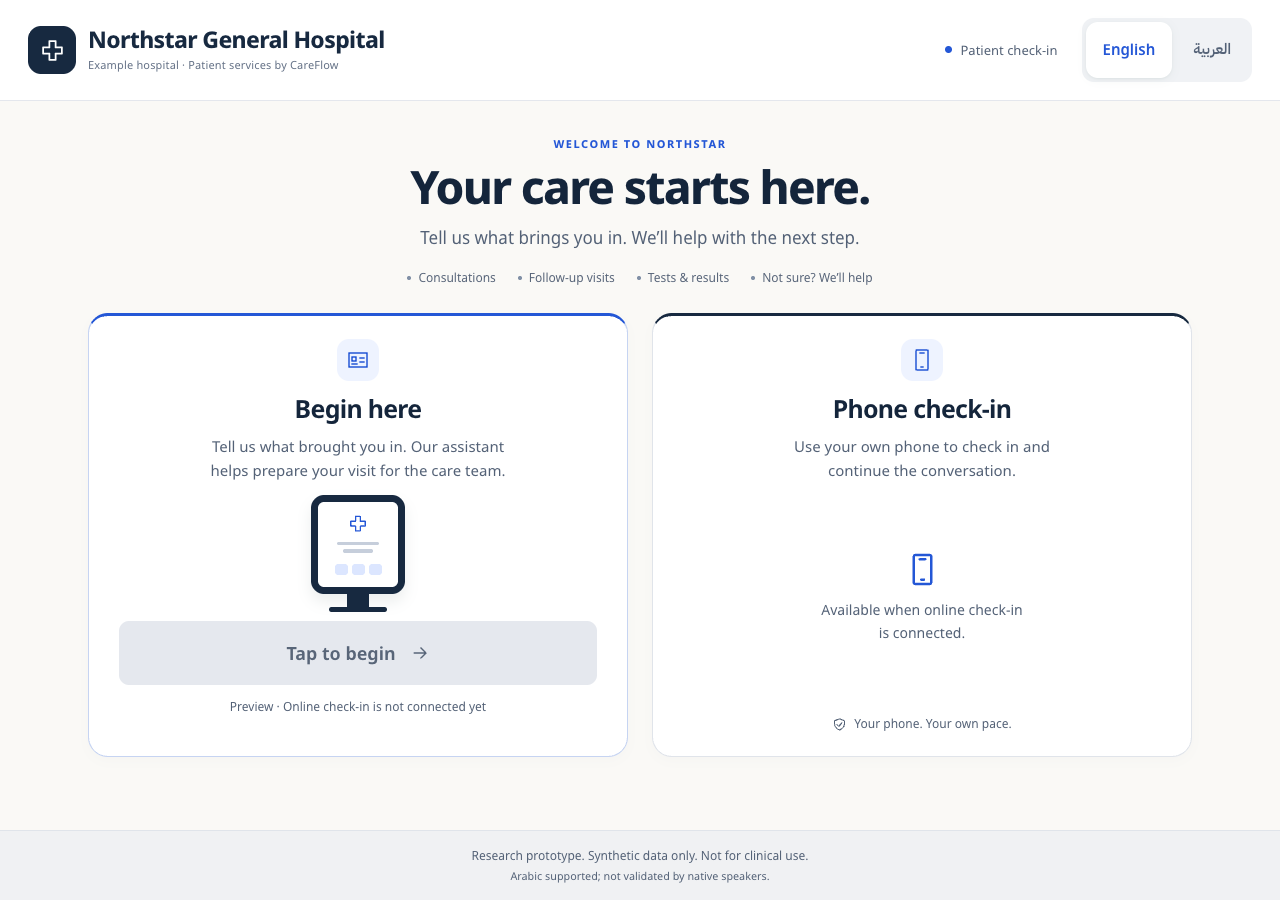 Northstar General Hospital
Example hospital · Patient services by CareFlow
Patient check-in
English
العربية
WELCOME TO NORTHSTAR
Your care starts here.
Tell us what brings you in. We’ll help with the next step.
Consultations
Follow-up visits
Tests & results
Not sure? We’ll help
Begin here
Tell us what brought you in. Our assistant
helps prepare your visit for the care team.
Tap to begin
Preview · Online check-in is not connected yet
Phone check-in
Use your own phone to check in and
continue the conversation.
Available when online check-in
is connected.
Your phone. Your own pace.
Research prototype. Synthetic data only. Not for clinical use.
Arabic supported; not validated by native speakers.